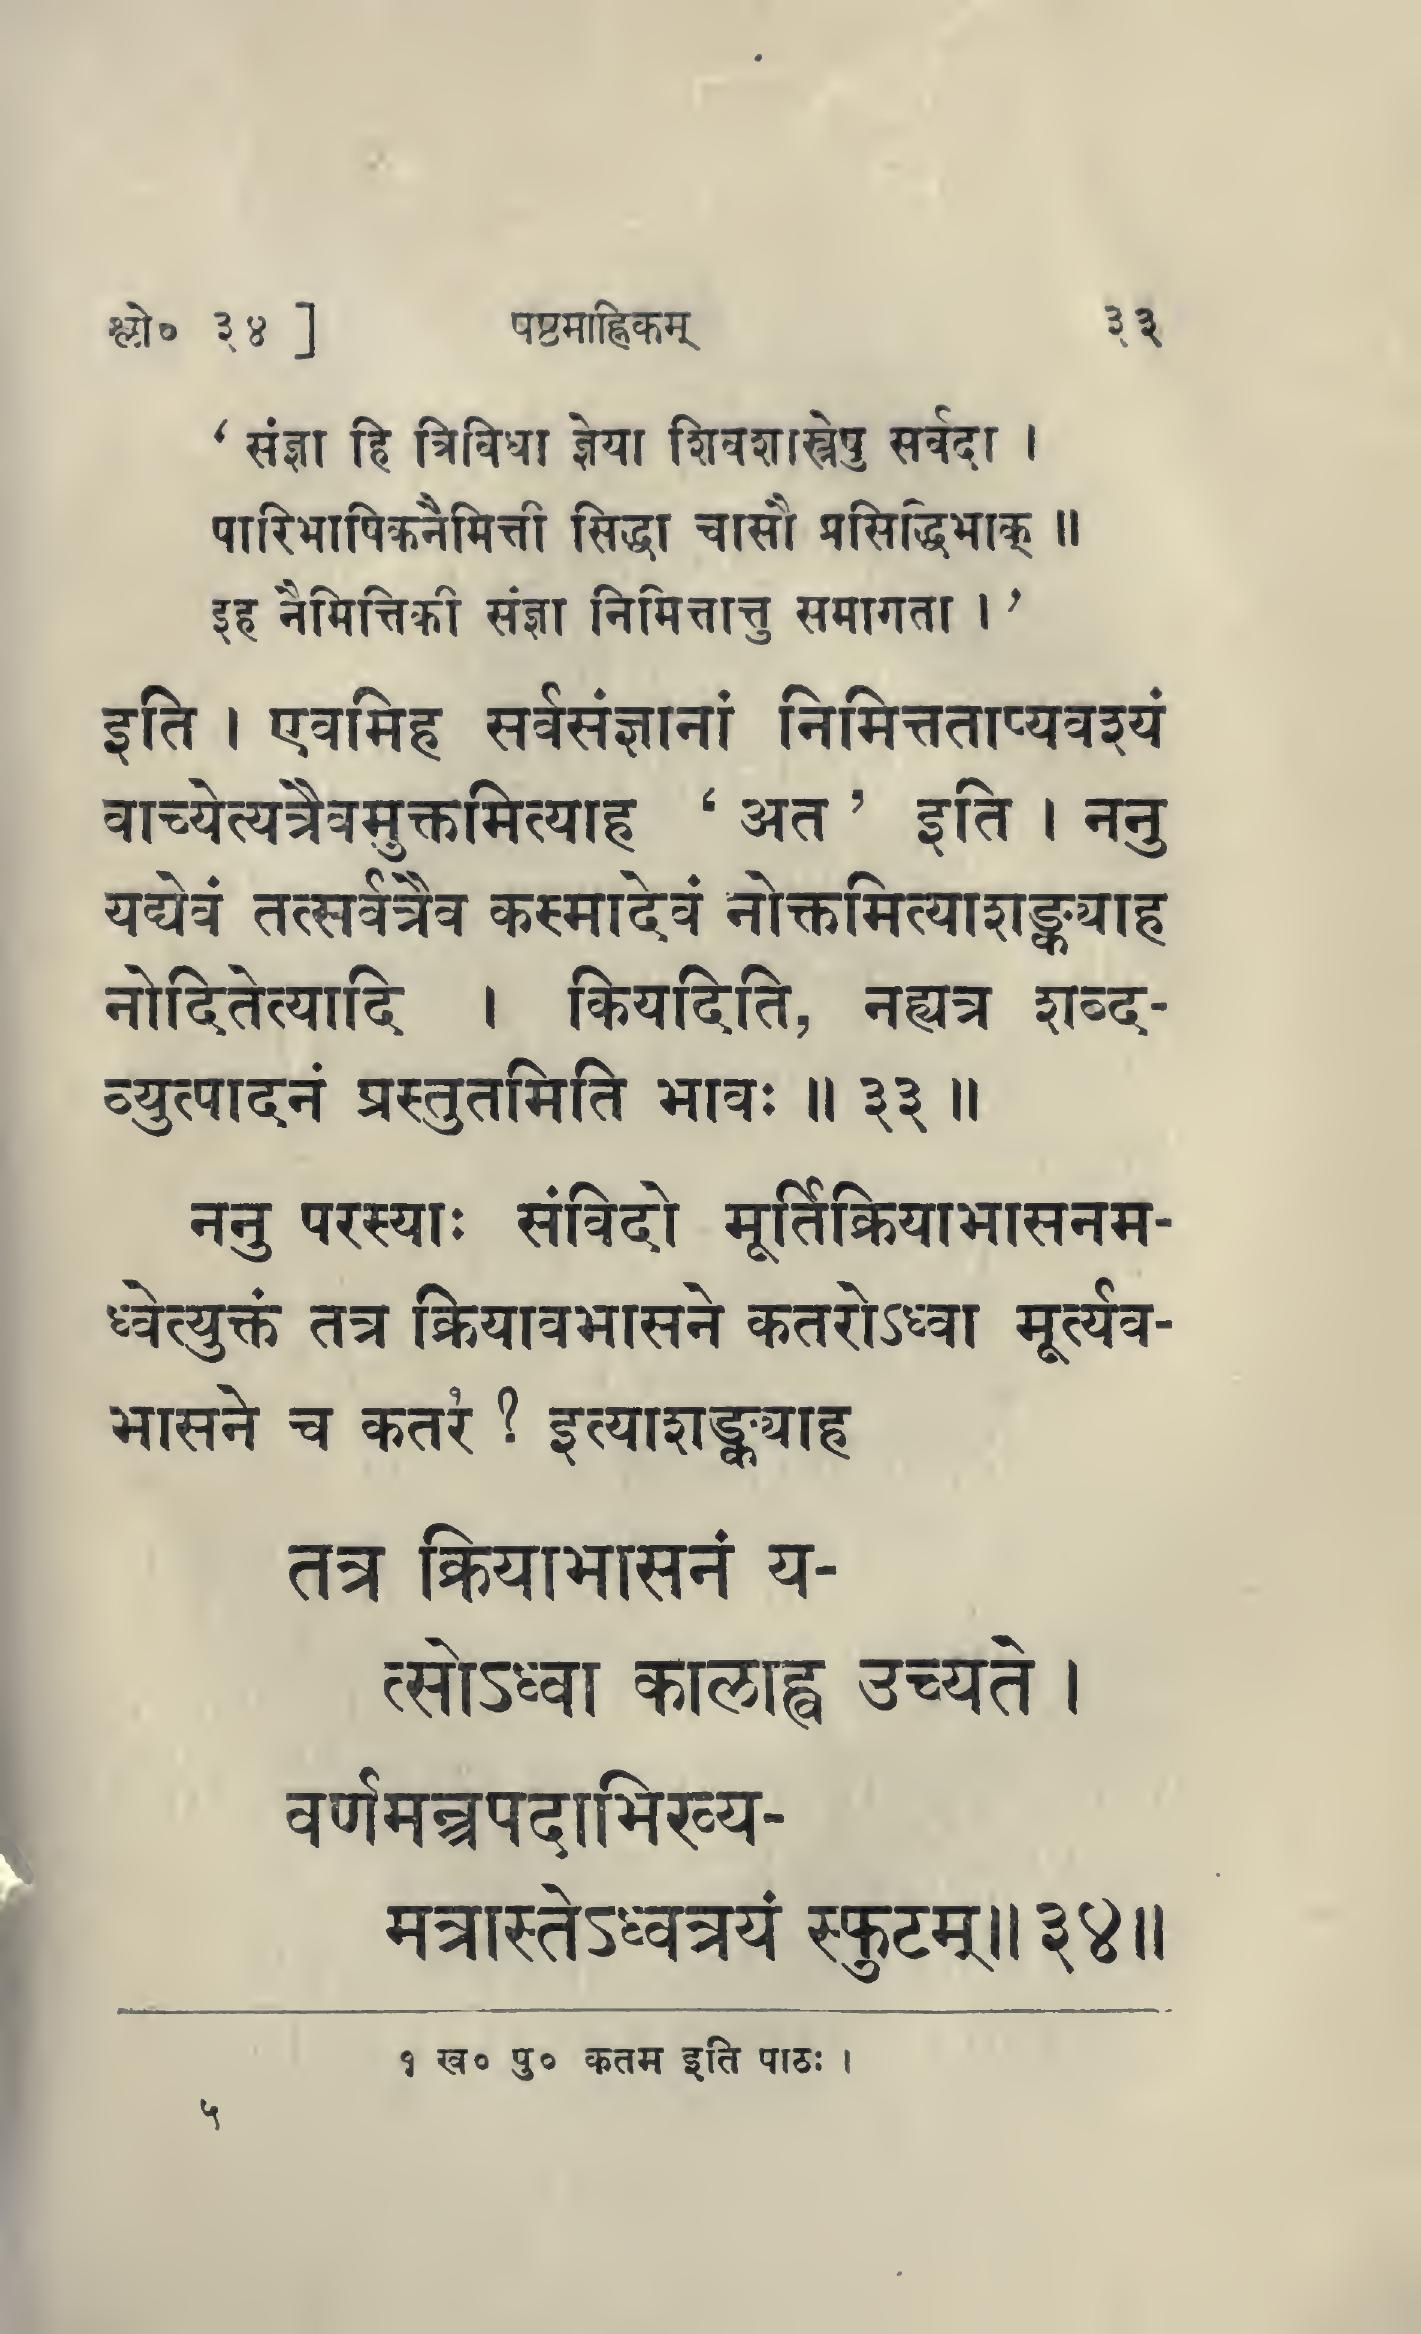 श्लो० ३४ ] षष्ठमाह्निकम् ३३
‘ संज्ञा हि त्रिविधा ज्ञेया शिवशास्त्रेषु सर्वदा ।
पारिभाषिकनैमित्ती सिद्धा चासौ प्रसिद्धिभाक् ॥
इह नैमित्तिकी संज्ञा निमित्तात्तु समागता । ’
इति । एवमिह सर्वसंज्ञानां निमित्तताप्यवश्यं
वाच्येत्यत्रैवमुक्तमित्याह ‘ अत ’ इति । ननु
यद्येवं तत्सर्वत्रैव कस्मादेवं नोक्तमित्याशङ्क्याह
नोदितेत्यादि । कियदिति, नह्यत्र शब्द-
व्युत्पादनं प्रस्तुतमिति भावः ॥ ३३ ॥
ननु परस्याः संविदो मूर्तिक्रियाभासनम-
ध्वेत्युक्तं तत्र क्रियावभासने कतरोऽध्वा मूर्त्यव-
भासने च कतरं१ ? इत्याशङ्क्याह
तत्र क्रियाभासनं य-
त्सोऽध्वा कालाह्व उच्यते ।
वर्णमन्त्रपदाभिख्य-
मत्रास्तेऽध्वत्रयं स्फुटम्॥ ३४॥
१ ख० पु० कतम इति पाठः ।
५